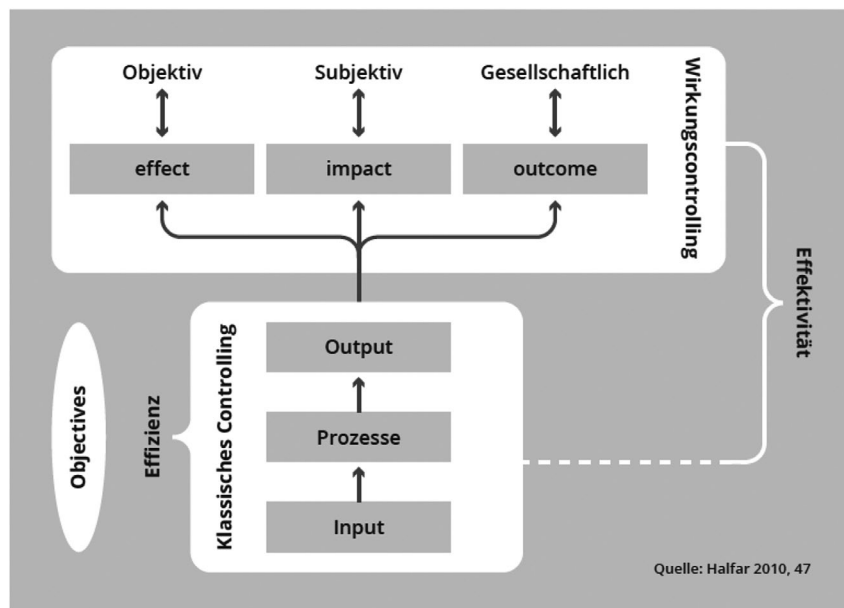 Objektiv
Subjektiv
Gesellschaftlich
effect
impact
outcome
Wirkungscontrolling
Effektivität
Objectives
Effizienz
Klassisches Controlling
Output
Prozesse
Input
Quelle: Halfar 2010, 47